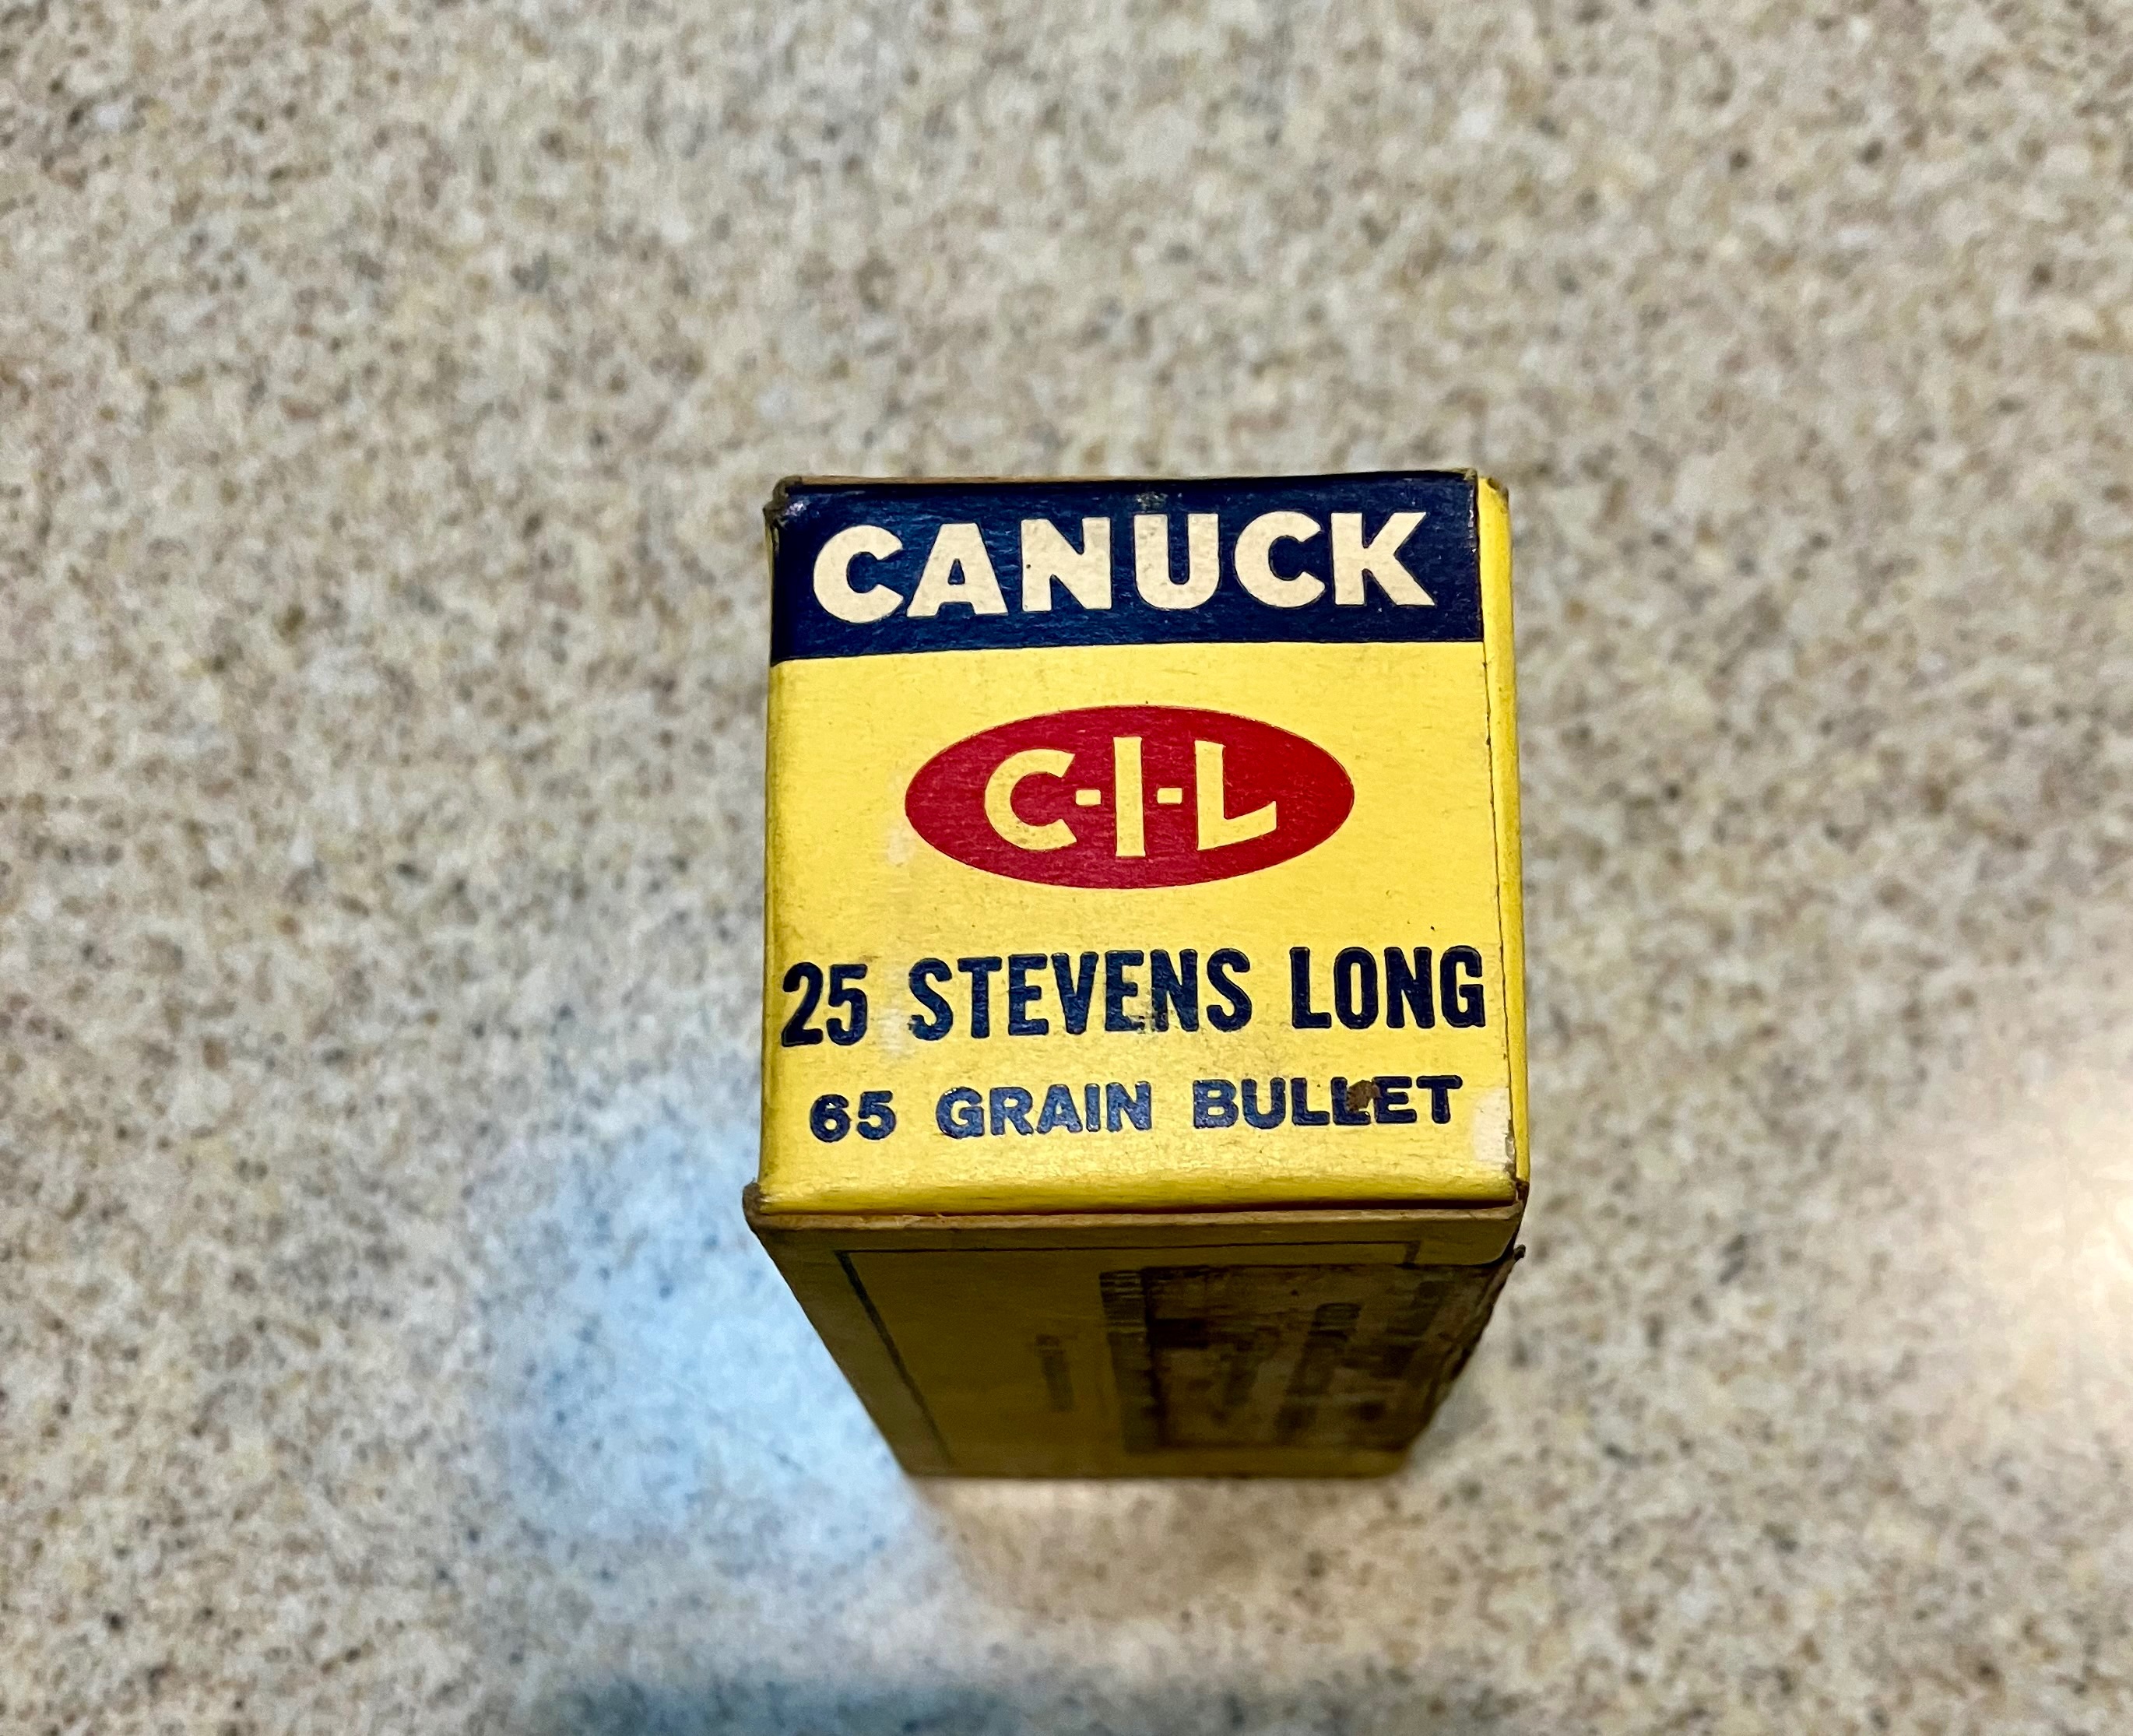 CANUCK
C-I-L
25 STEVENS LONG
65 GRAIN BULLET